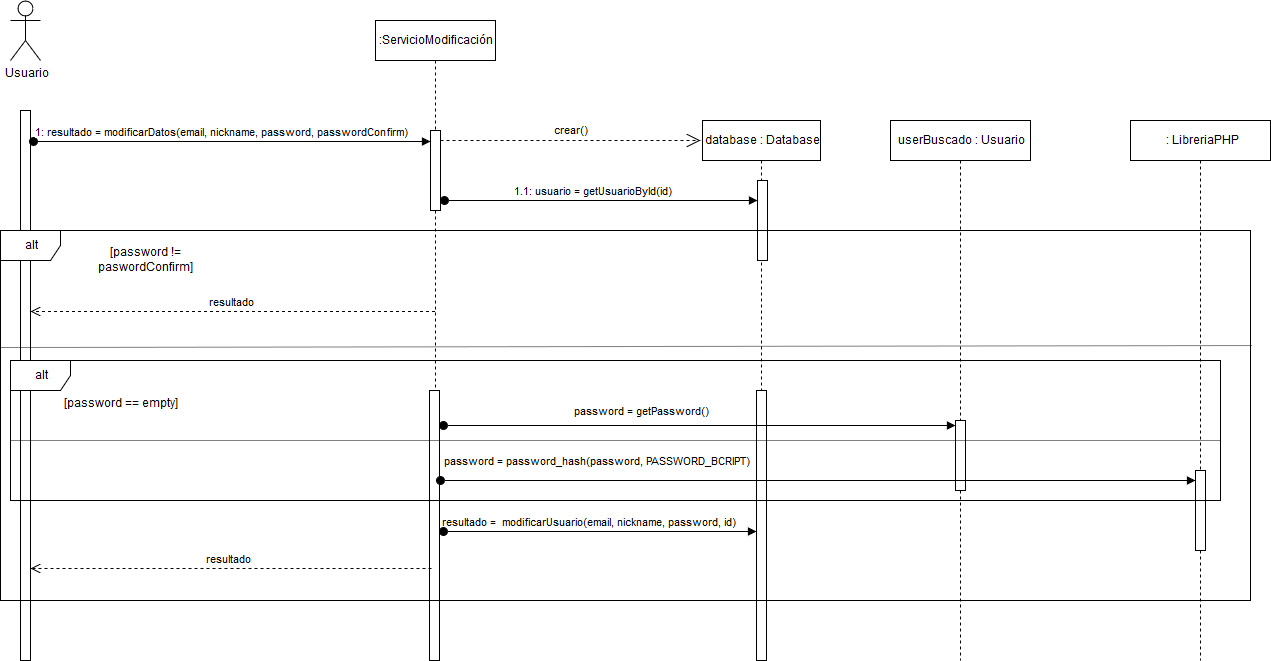 Usuario
:ServicioModificación
1: resultado = modificarDatos(email, nickname, password, passwordConfirm)
crear()
database : Database
userBuscado : Usuario
: LibreriaPHP
1.1: usuario = getUsuarioById(id)
alt
[password !=
paswordConfirm]
resultado
alt
[password == empty]
password = getPassword()
password = password_hash(password, PASSWORD_BCRIPT)
resultado =  modificarUsuario(email, nickname, password, id)
resultado